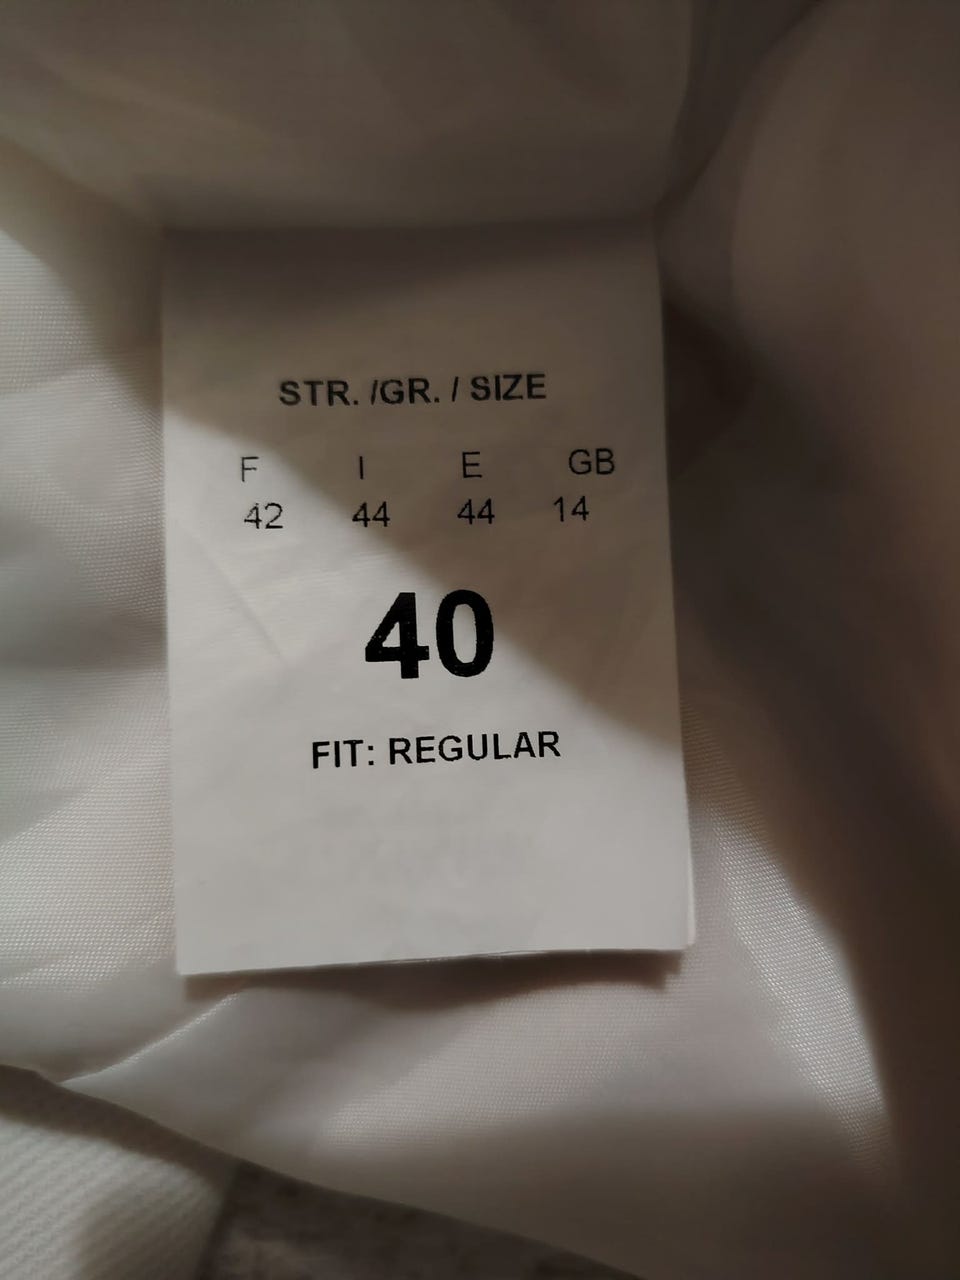 STR. /GR. / SIZE
F I E GB
42 44 44 14
40
FIT: REGULAR